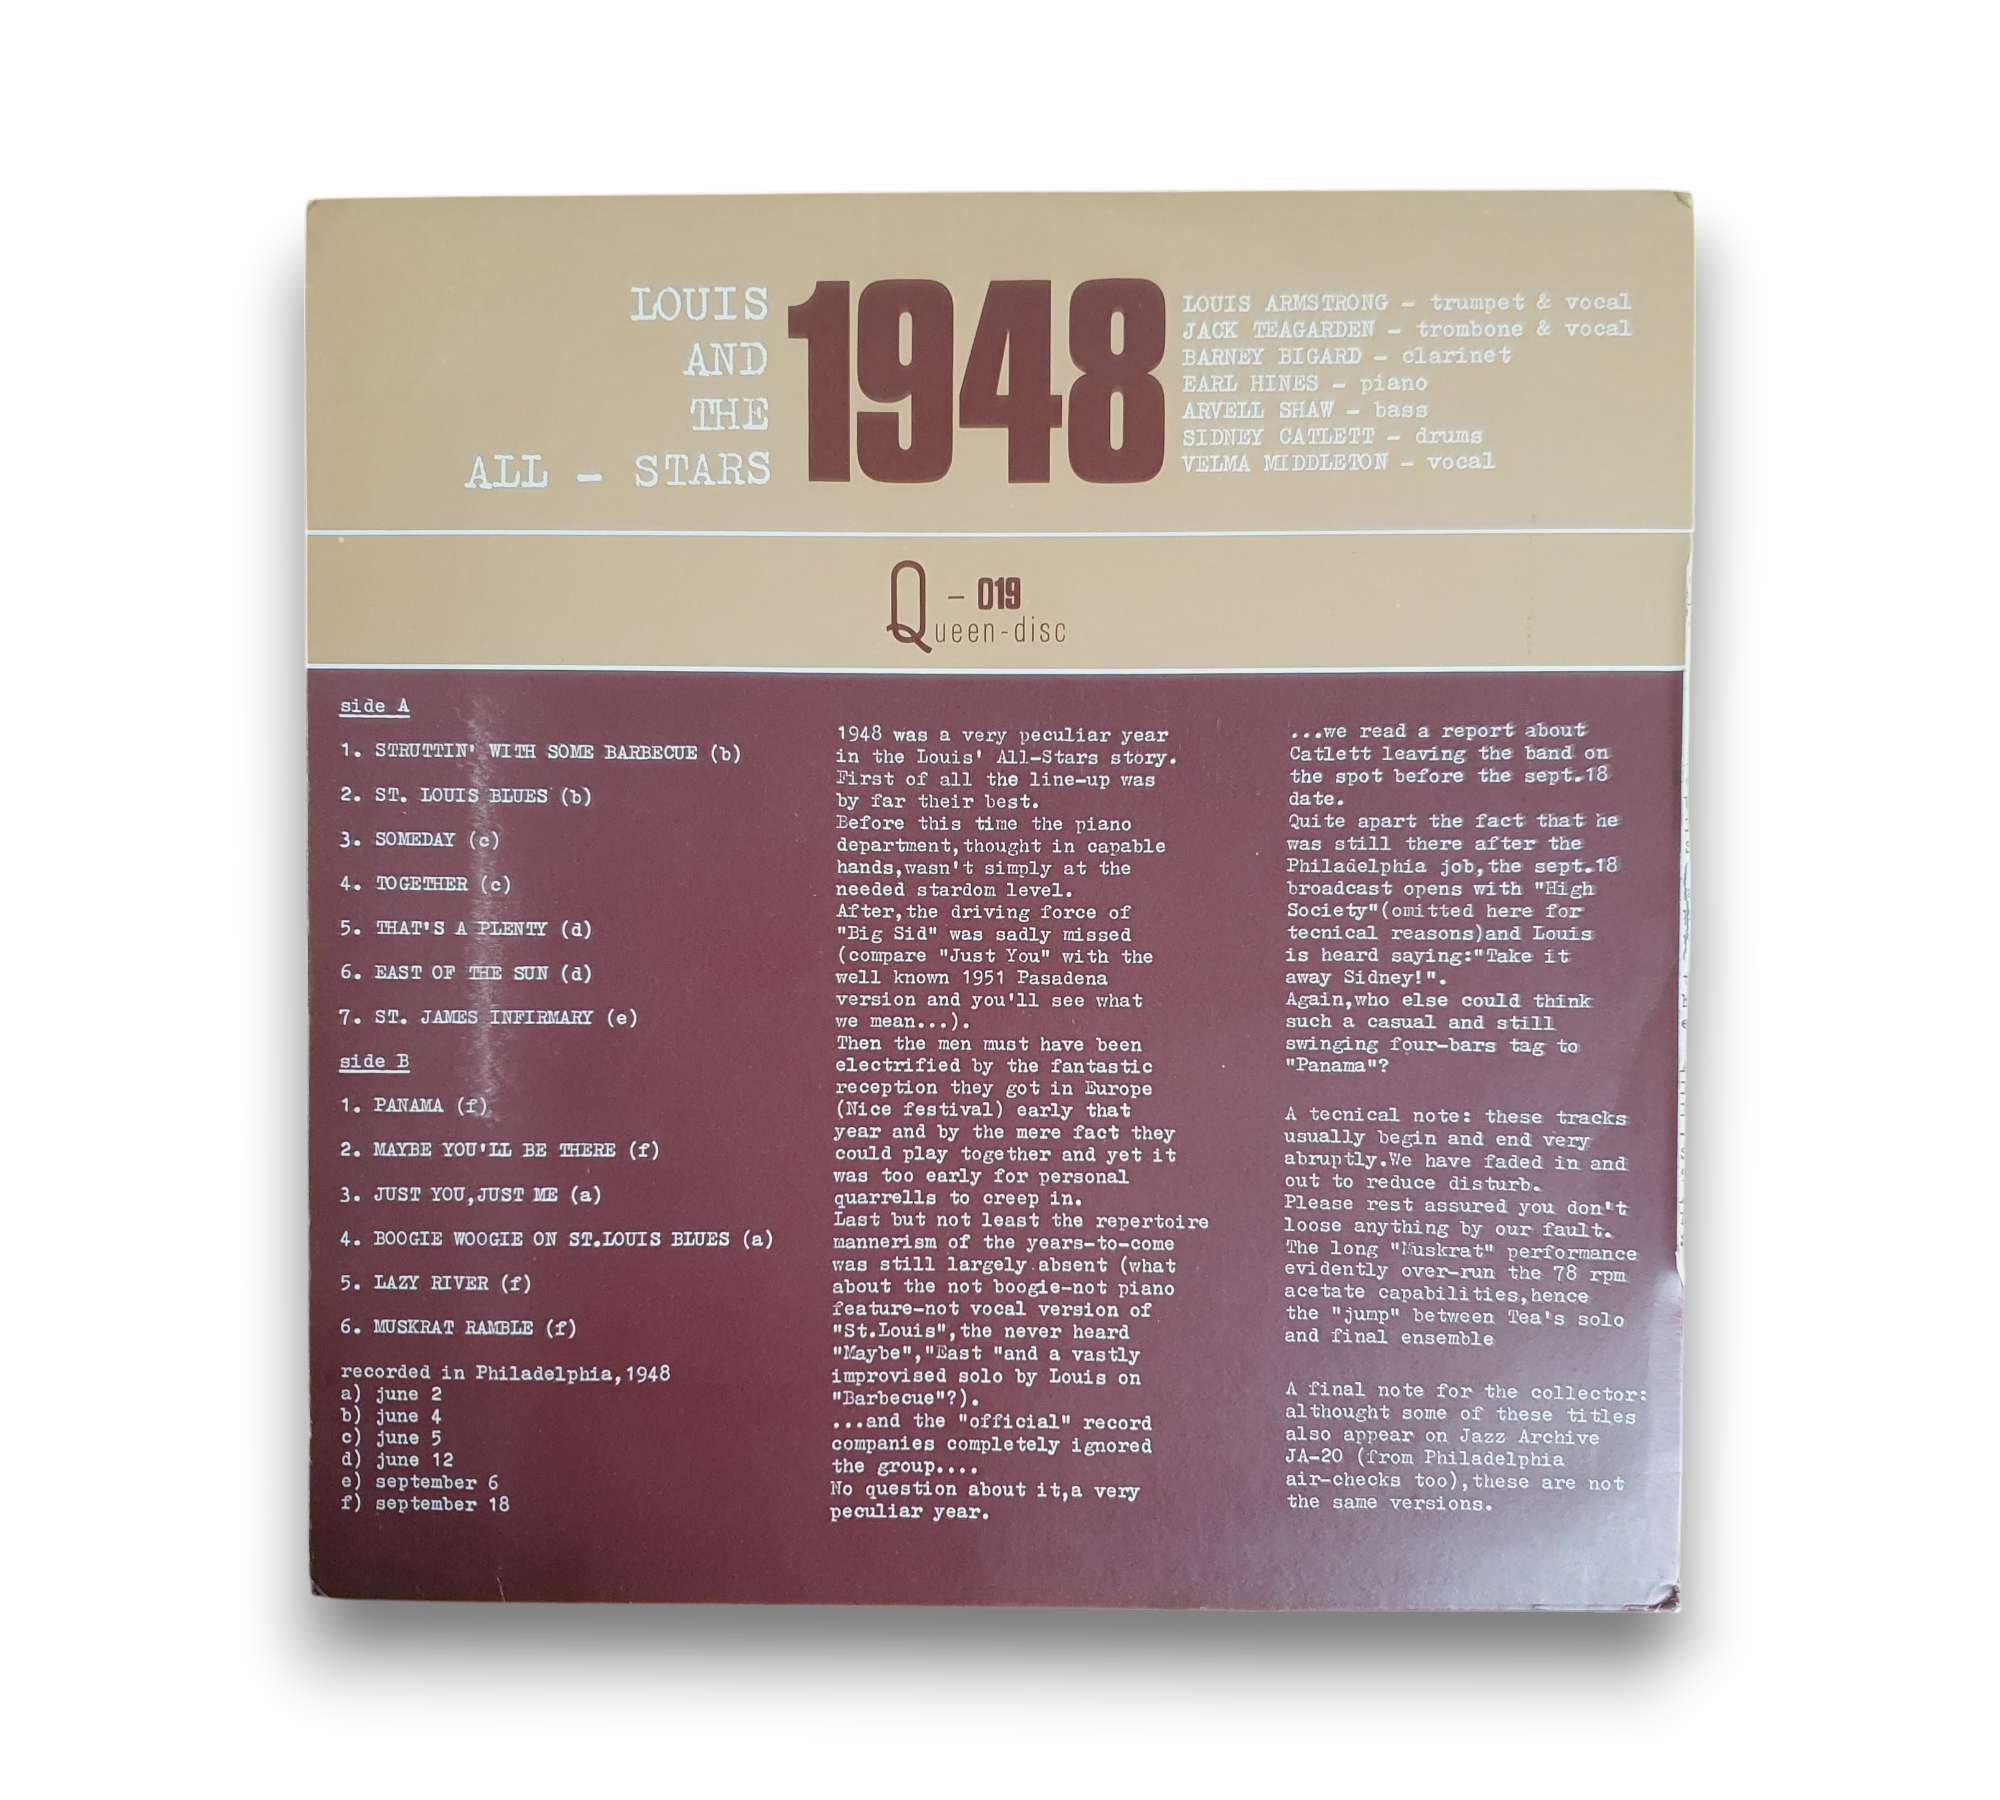 LOUIS
AND
THE
ALL - STARS
1948
LOUIS ARMSTRONG - trumpet & vocal
JACK TEAGARDEN - trombone & vocal
BARNEY BIGARD - clarinet
EARL HINES - piano
ARVELL SHAW - bass
SIDNEY CATLETT - drums
VELMA MIDDLETON - vocal
Q - 019
Queen-disc
side A
1. STRUTTIN' WITH SOME BARBECUE (b)
2. ST. LOUIS BLUES (b)
3. SOMEDAY (c)
4. TOGETHER (c)
5. THAT'S A PLENTY (d)
6. EAST OF THE SUN (d)
7. ST. JAMES INFIRMARY (e)
side B
1. PANAMA (f)
2. MAYBE YOU'LL BE THERE (f)
3. JUST YOU,JUST ME (a)
4. BOOGIE WOOGIE ON ST.LOUIS BLUES (a)
5. LAZY RIVER (f)
6. MUSKRAT RAMBLE (f)
recorded in Philadelphia,1948
a) june 2
b) june 4
c) june 5
d) june 12
e) september 6
f) september 18
1948 was a very peculiar year
in the Louis' All-Stars story.
First of all the line-up was
by far their best.
Before this time the piano
department,thought in capable
hands,wasn't simply at the
needed stardom level.
After,the driving force of
"Big Sid" was sadly missed
(compare "Just You" with the
well known 1951 Pasadena
version and you'll see what
we mean...).
Then the men must have been
electrified by the fantastic
reception they got in Europe
(Nice festival) early that
year and by the mere fact they
could play together and yet it
was too early for personal
quarrells to creep in.
Last but not least the repertoire
mannerism of the years-to-come
was still largely absent (what
about the not boogie-not piano
feature-not vocal version of
"St.Louis",the never heard
"Maybe","East "and a vastly
improvised solo by Louis on
"Barbecue"?).
...and the "official" record
companies completely ignored
the group....
No question about it,a very
peculiar year.
...we read a report about
Catlett leaving the band on
the spot before the sept.18
date.
Quite apart the fact that he
was still there after the
Philadelphia job,the sept.18
broadcast opens with "High
Society"(omitted here for
tecnical reasons)and Louis
is heard saying:"Take it
away Sidney!".
Again,who else could think
such a casual and still
swinging four-bars tag to
"Panama"?
A tecnical note: these tracks
usually begin and end very
abruptly.We have faded in and
out to reduce disturb.
Please rest assured you don't
loose anything by our fault.
The long "Muskrat" performance
evidently over-run the 78 rpm
acetate capabilities,hence
the "jump" between Tea's solo
and final ensemble
A final note for the collector:
althought some of these titles
also appear on Jazz Archive
JA-20 (from Philadelphia
air-checks too),these are not
the same versions.